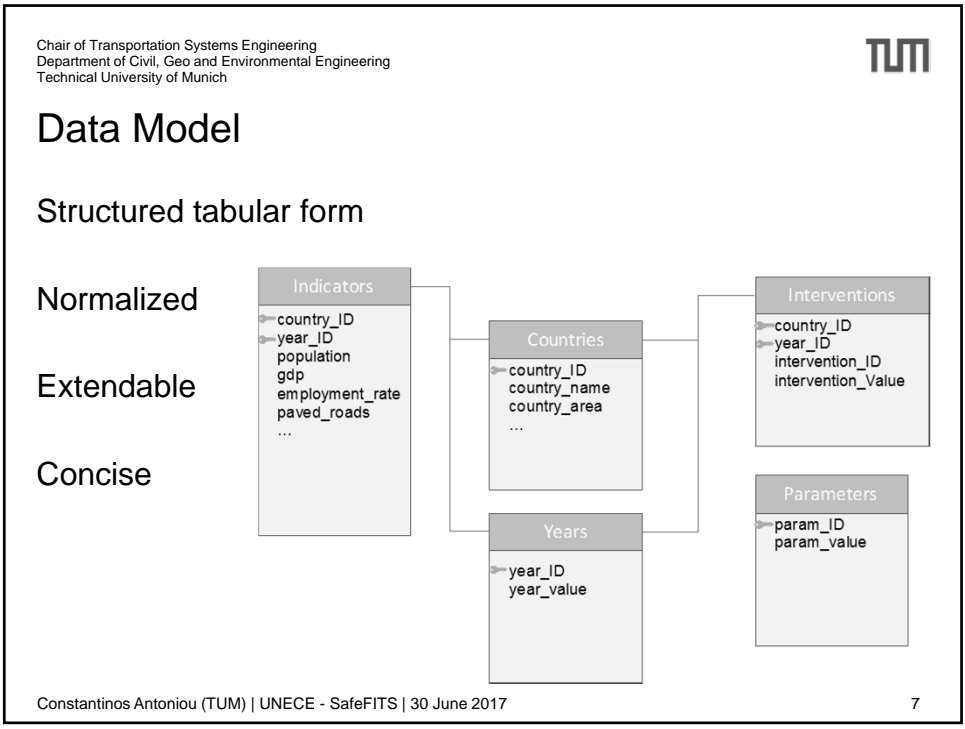 Chair of Transportation Systems Engineering
Department of Civil, Geo and Environmental Engineering
Technical University of Munich
TUM
Data Model
Structured tabular form
Normalized
Extendable
Concise
Indicators
country_ID
year_ID
population
gdp
employment_rate
paved_roads
...
Countries
country_ID
country_name
country_area
...
Years
year_ID
year_value
Interventions
country_ID
year_ID
intervention_ID
intervention_Value
Parameters
param_ID
param_value
Constantinos Antoniou (TUM) | UNECE - SafeFITS | 30 June 2017
7